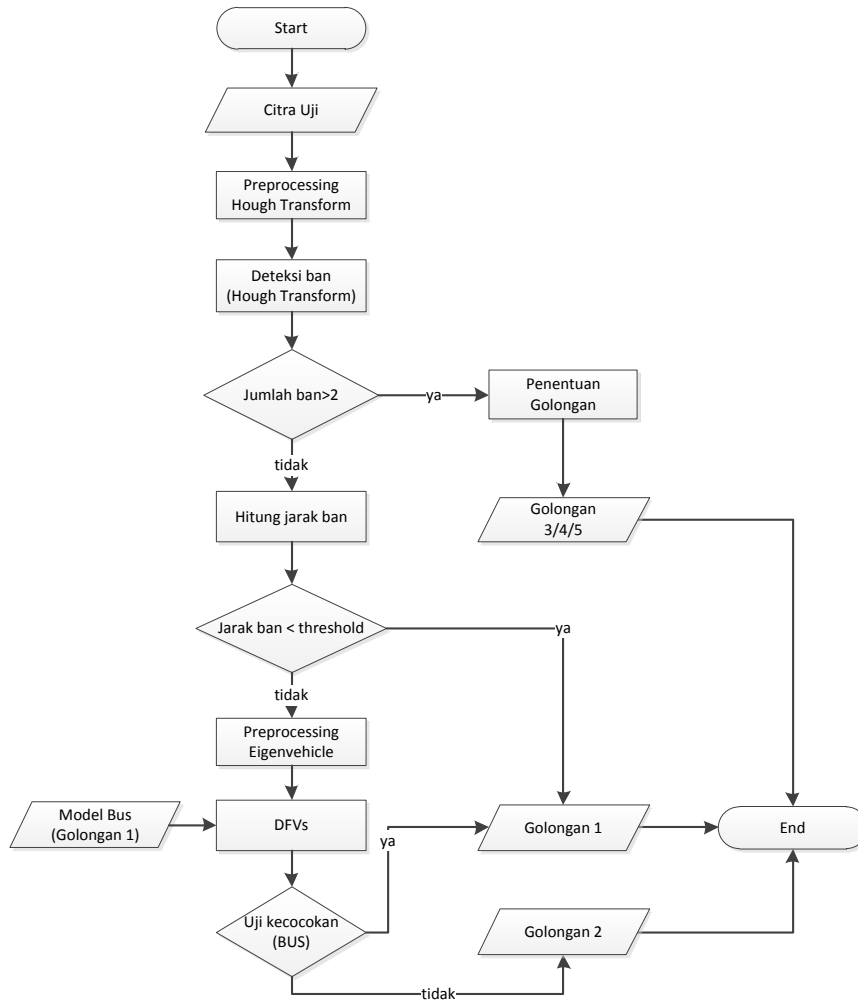 Start
Citra Uji
Preprocessing
Hough Transform
Deteksi ban
(Hough Transform)
Jumlah ban>2
ya
Penentuan
Golongan
tidak
Hitung jarak ban
Golongan
3/4/5
Jarak ban < threshold
ya
tidak
Preprocessing
Eigenvehicle
Model Bus
(Golongan 1)
DFVs
ya
Golongan 1
End
Uji kecocokan
(BUS)
Golongan 2
tidak